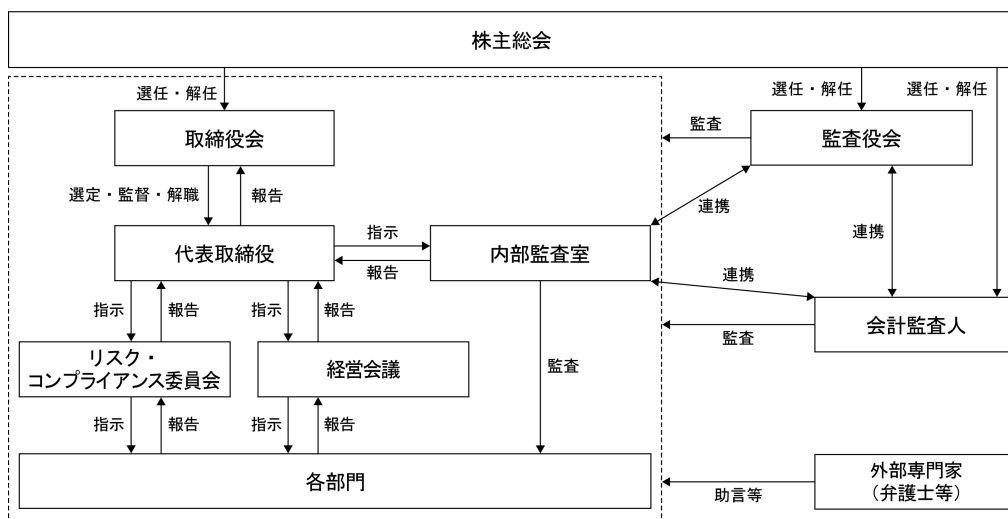 株主総会
選任・解任
選任・解任
選任・解任
取締役会
監査
監査役会
選定・監督・解職
報告
連携
連携
代表取締役
指示
報告
内部監査室
連携
指示
報告
指示
報告
会計監査人
監査
リスク・
コンプライアンス委員会
経営会議
監査
指示
報告
指示
報告
各部門
助言等
外部専門家
（弁護士等）